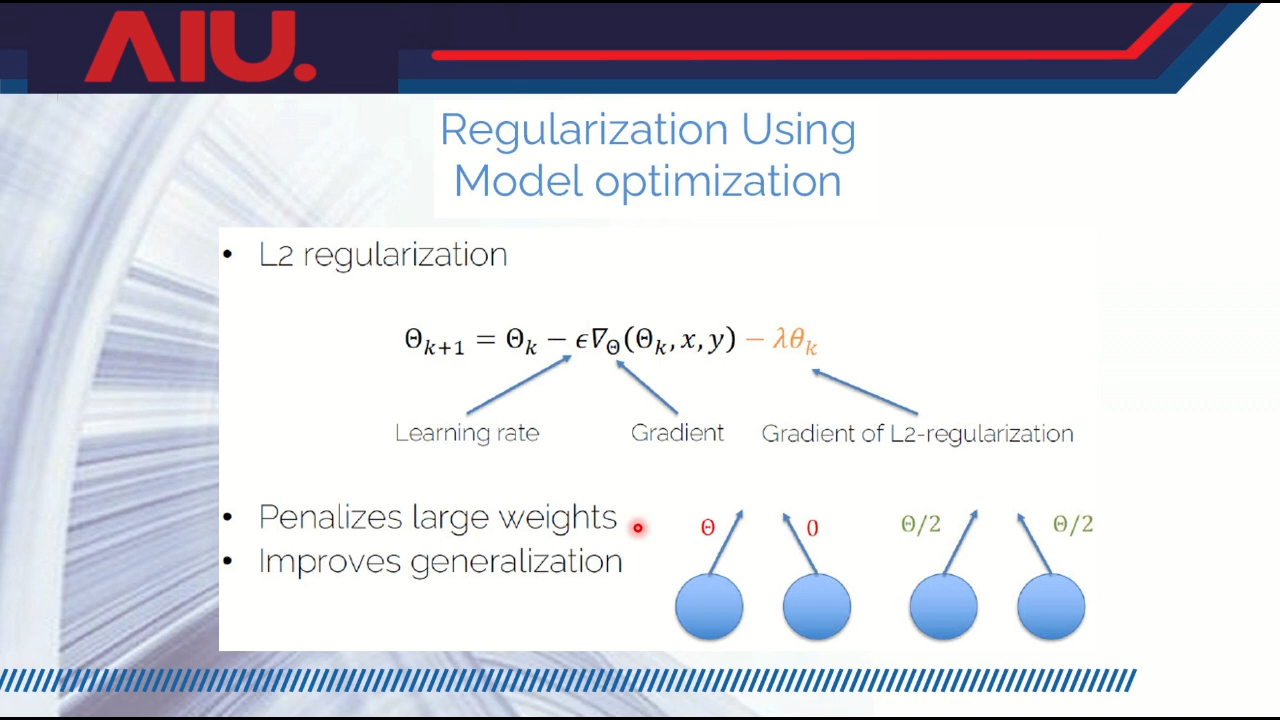 AIU.
Regularization Using
Model optimization
• L2 regularization
Θₖ₊₁ = Θₖ − ϵ∇_Θ(Θₖ, x, y) − λθₖ
Learning rate Gradient Gradient of L2-regularization
• Penalizes large weights
• Improves generalization
Θ 0 Θ/2 Θ/2